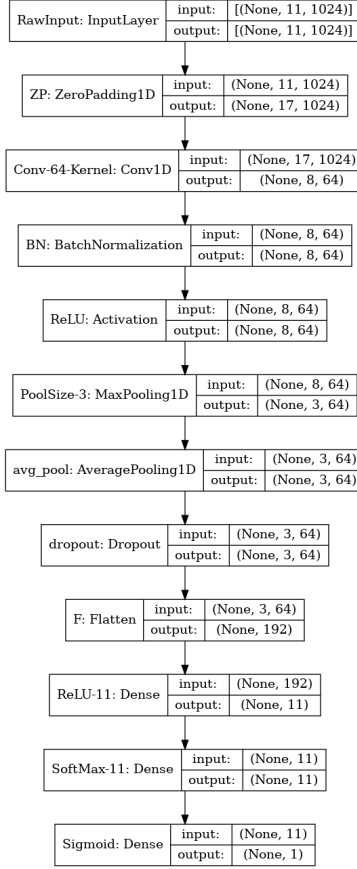 RawInput: InputLayer
input: [(None, 11, 1024)]
output: [(None, 11, 1024)]
ZP: ZeroPadding1D
input: (None, 11, 1024)
output: (None, 17, 1024)
Conv-64-Kernel: Conv1D
input: (None, 17, 1024)
output: (None, 8, 64)
BN: BatchNormalization
input: (None, 8, 64)
output: (None, 8, 64)
ReLU: Activation
input: (None, 8, 64)
output: (None, 8, 64)
PoolSize-3: MaxPooling1D
input: (None, 8, 64)
output: (None, 3, 64)
avg_pool: AveragePooling1D
input: (None, 3, 64)
output: (None, 3, 64)
dropout: Dropout
input: (None, 3, 64)
output: (None, 3, 64)
F: Flatten
input: (None, 3, 64)
output: (None, 192)
ReLU-11: Dense
input: (None, 192)
output: (None, 11)
SoftMax-11: Dense
input: (None, 11)
output: (None, 11)
Sigmoid: Dense
input: (None, 11)
output: (None, 1)